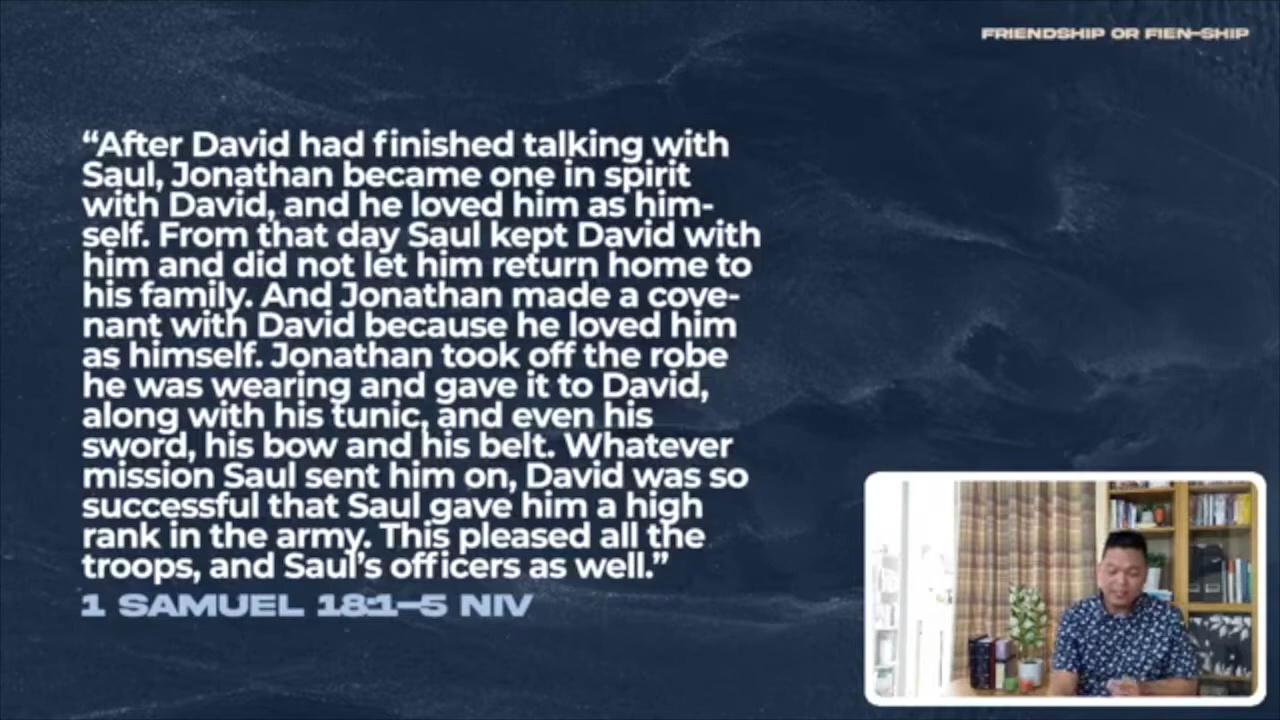 FRIENDSHIP OR FIEN-SHIP
“After David had finished talking with
Saul, Jonathan became one in spirit
with David, and he loved him as him-
self. From that day Saul kept David with
him and did not let him return home to
his family. And Jonathan made a cove-
nant with David because he loved him
as himself. Jonathan took off the robe
he was wearing and gave it to David,
along with his tunic, and even his
sword, his bow and his belt. Whatever
mission Saul sent him on, David was so
successful that Saul gave him a high
rank in the army. This pleased all the
troops, and Saul’s officers as well.”
1 SAMUEL 18:1–5 NIV